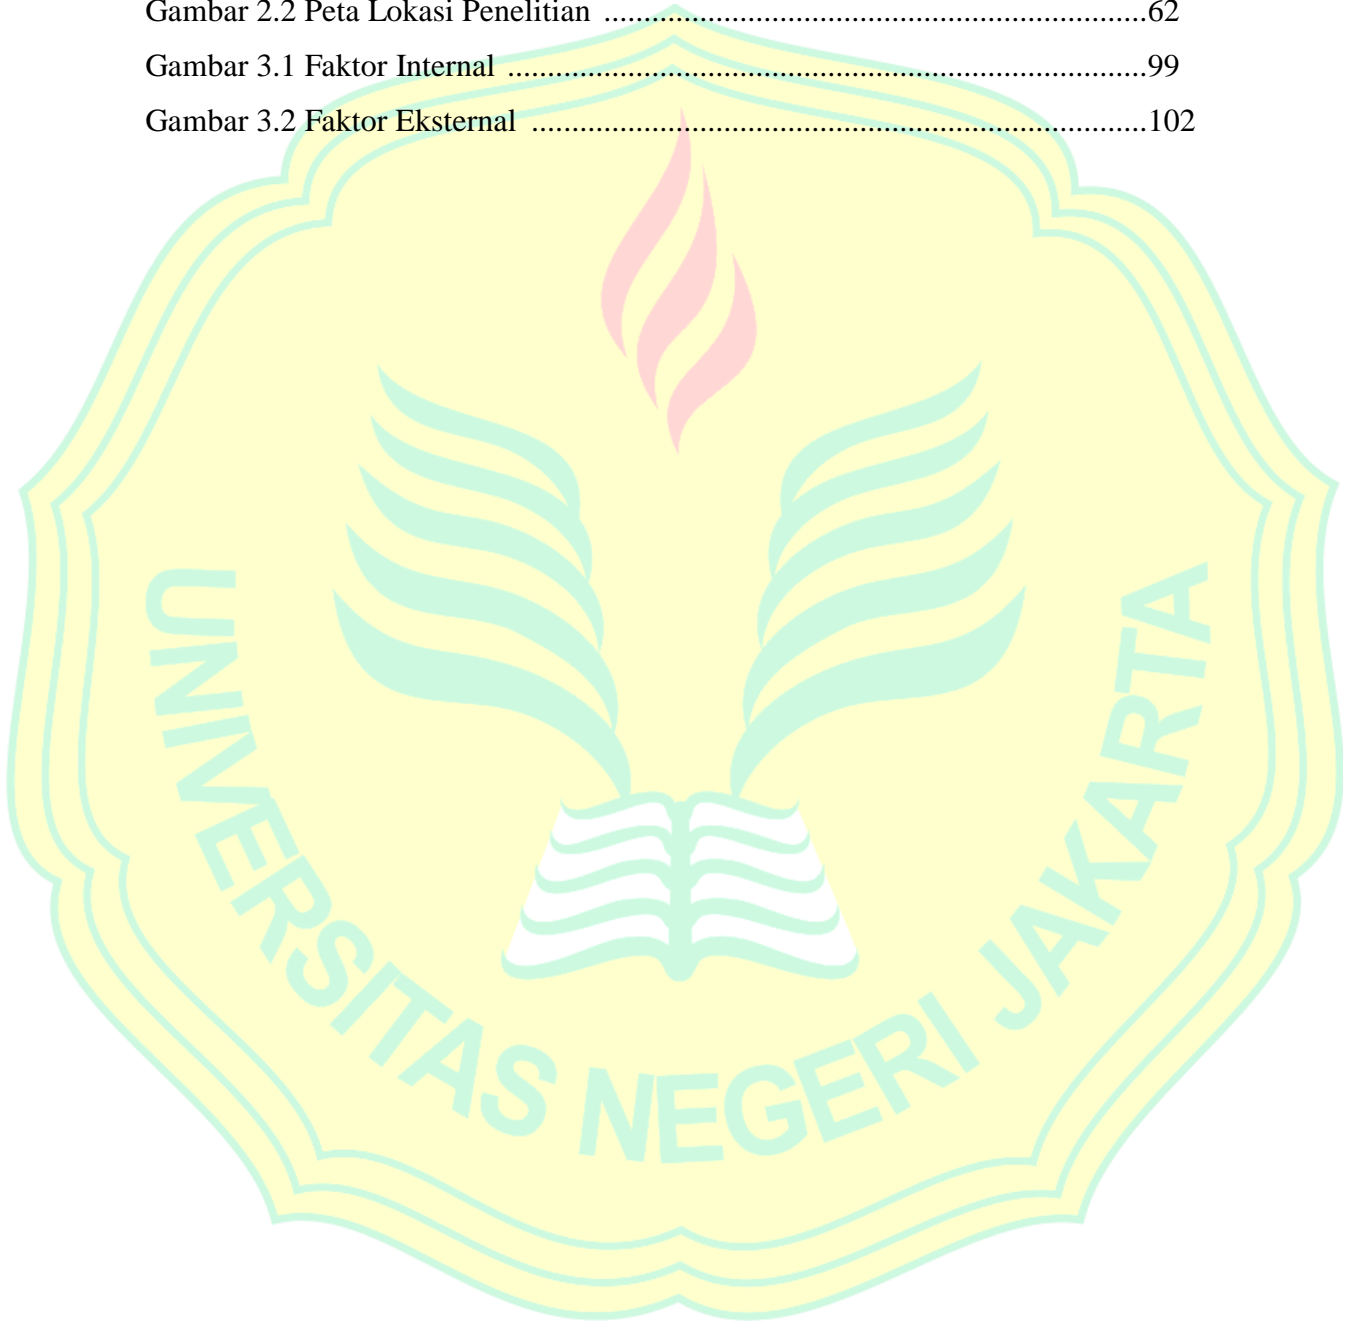 Gambar 2.2 Peta Lokasi Penelitian ....................................................................62
Gambar 3.1 Faktor Internal ................................................................................99
Gambar 3.2 Faktor Eksternal .............................................................................102
UNIVERSITAS NEGERI JAKARTA